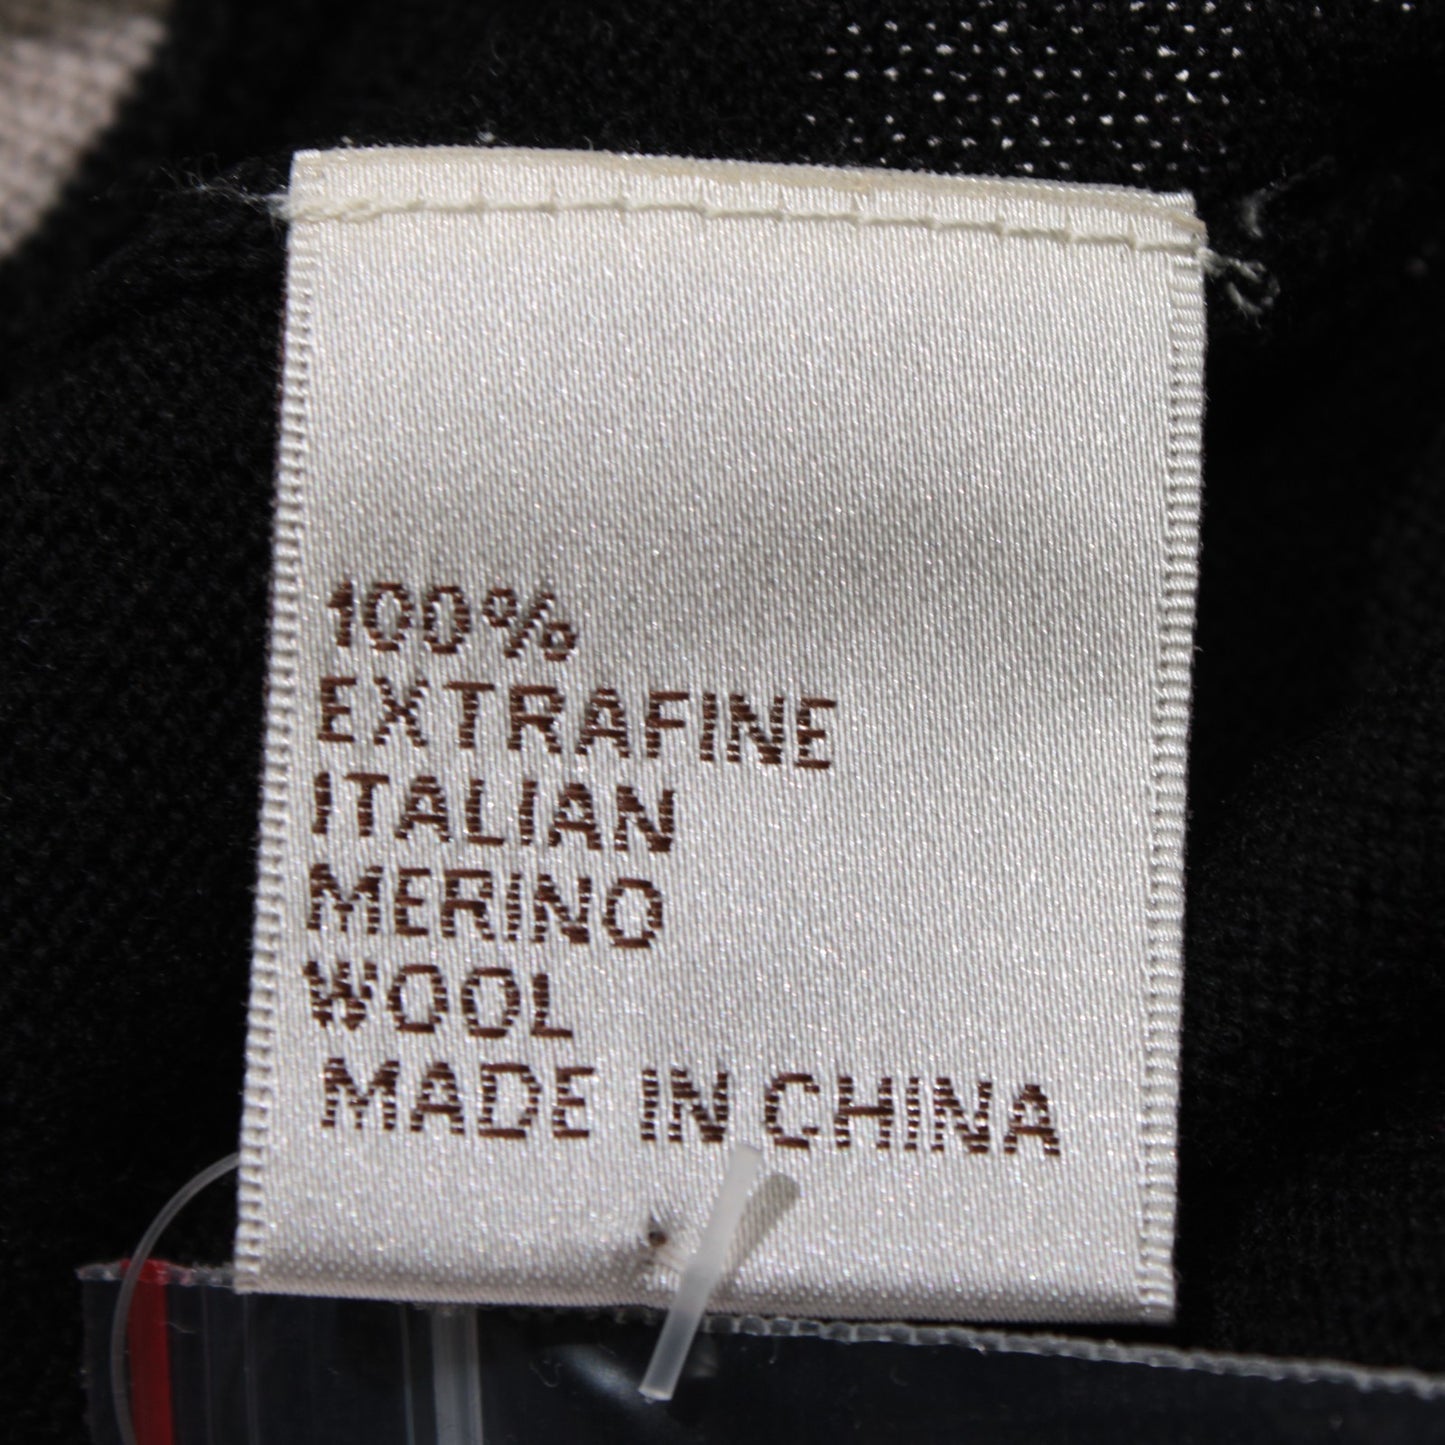 100%
EXTRAFINE
ITALIAN
MERINO
WOOL
MADE IN CHINA